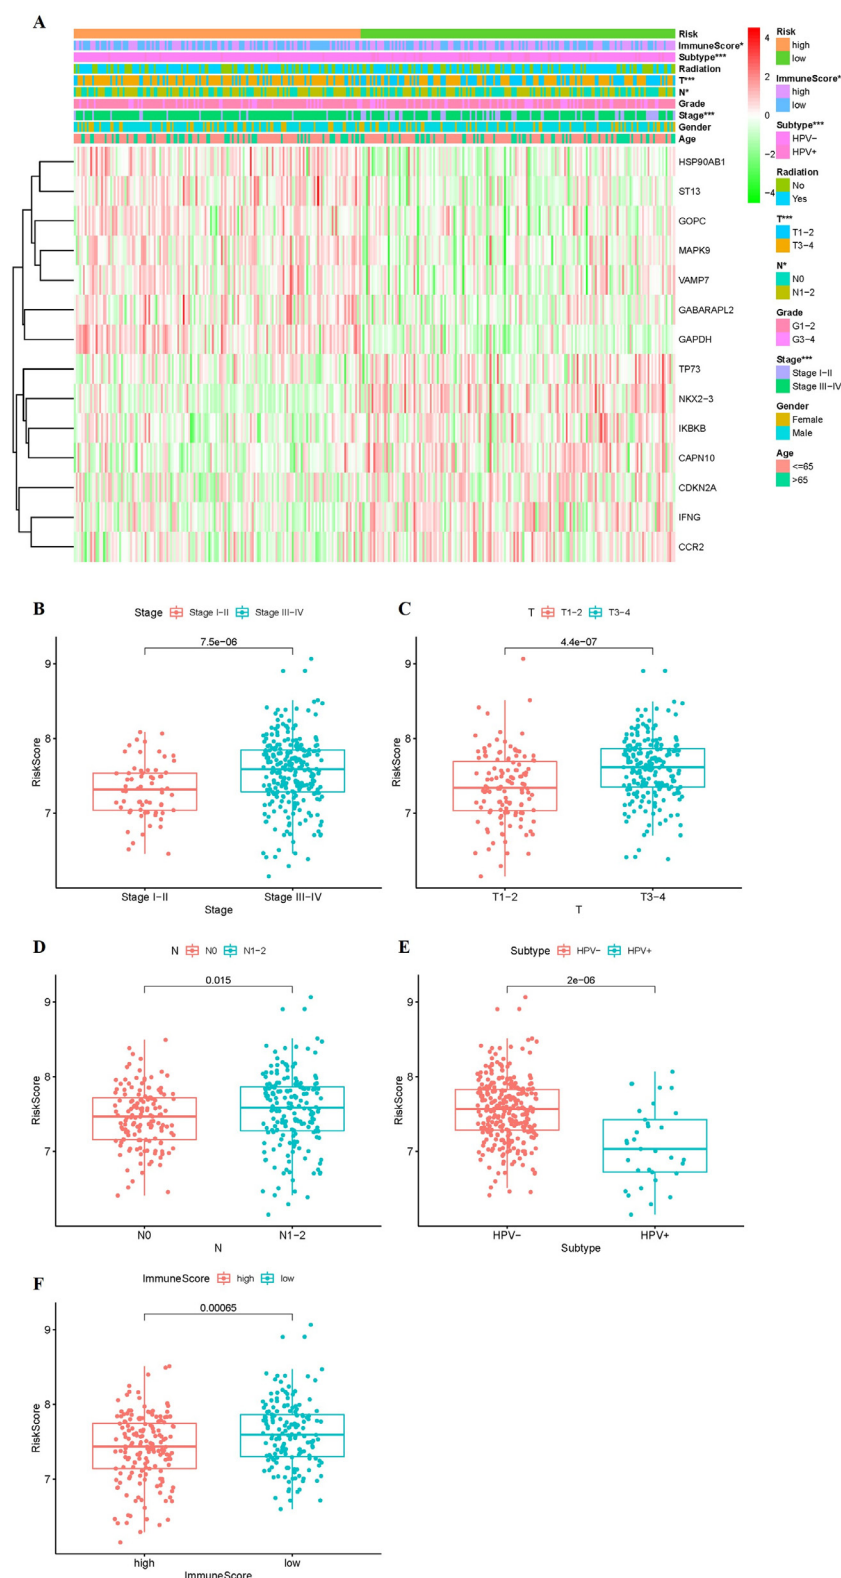 A
Risk
ImmuneScore*
Subtype***
Radiation
T***
N*
Grade
Stage***
Gender
Age
HSP90AB1
ST13
GOPC
MAPK9
VAMP7
GABARAPL2
GAPDH
TP73
NKX2-3
IKBKB
CAPN10
CDKN2A
IFNG
CCR2
4
2
0
−2
−4
Risk
high
low
ImmuneScore*
high
low
Subtype***
HPV−
HPV+
Radiation
No
Yes
T***
T1−2
T3−4
N*
N0
N1−2
Grade
G1−2
G3−4
Stage***
Stage I−II
Stage III−IV
Gender
Female
Male
Age
<=65
>65
B
Stage Stage I−II Stage III−IV
7.5e−06
9
8
7
RiskScore
Stage I−II Stage III−IV
Stage
C
T T1−2 T3−4
4.4e−07
9
8
7
RiskScore
T1−2 T3−4
T
D
N N0 N1−2
0.015
9
8
7
RiskScore
N0 N1−2
N
E
Subtype HPV− HPV+
2e−06
9
8
7
RiskScore
HPV− HPV+
Subtype
F
ImmuneScore high low
0.00065
9
8
7
RiskScore
high low
ImmuneScore